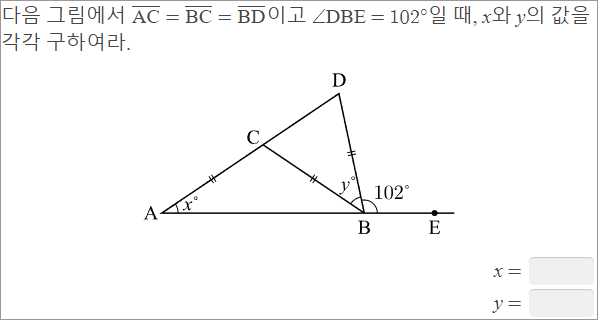 다음 그림에서 AC = BC = BD이고 ∠DBE = 102°일 때, x와 y의 값을
각각 구하여라.
D
C
y°
102°
x°
A
B
E
x =
y =